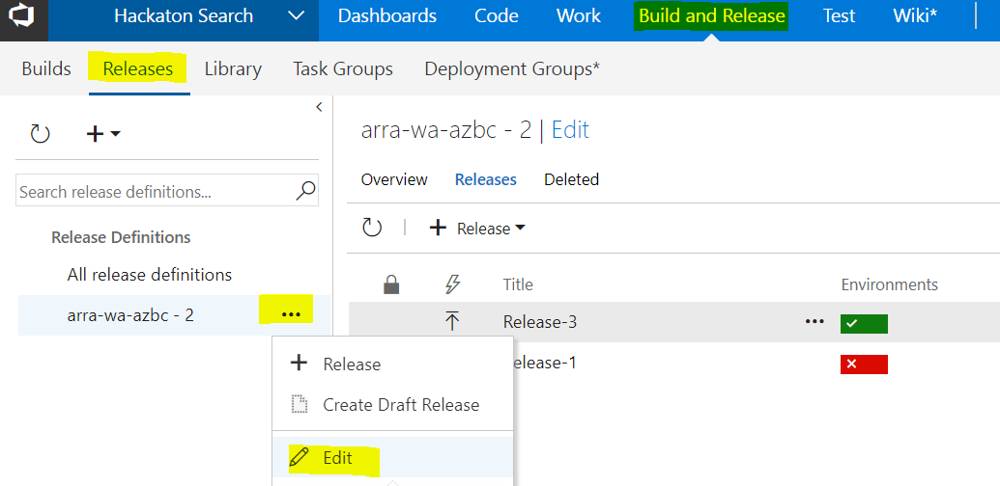 Hackaton Search Dashboards Code Work Build and Release Test Wiki*
Builds Releases Library Task Groups Deployment Groups*
arra-wa-azbc - 2 | Edit
Search release definitions...
Overview Releases Deleted
Release
Release Definitions
All release definitions
Title Environments
arra-wa-azbc - 2
Release-3
elease-1
Release
Create Draft Release
Edit